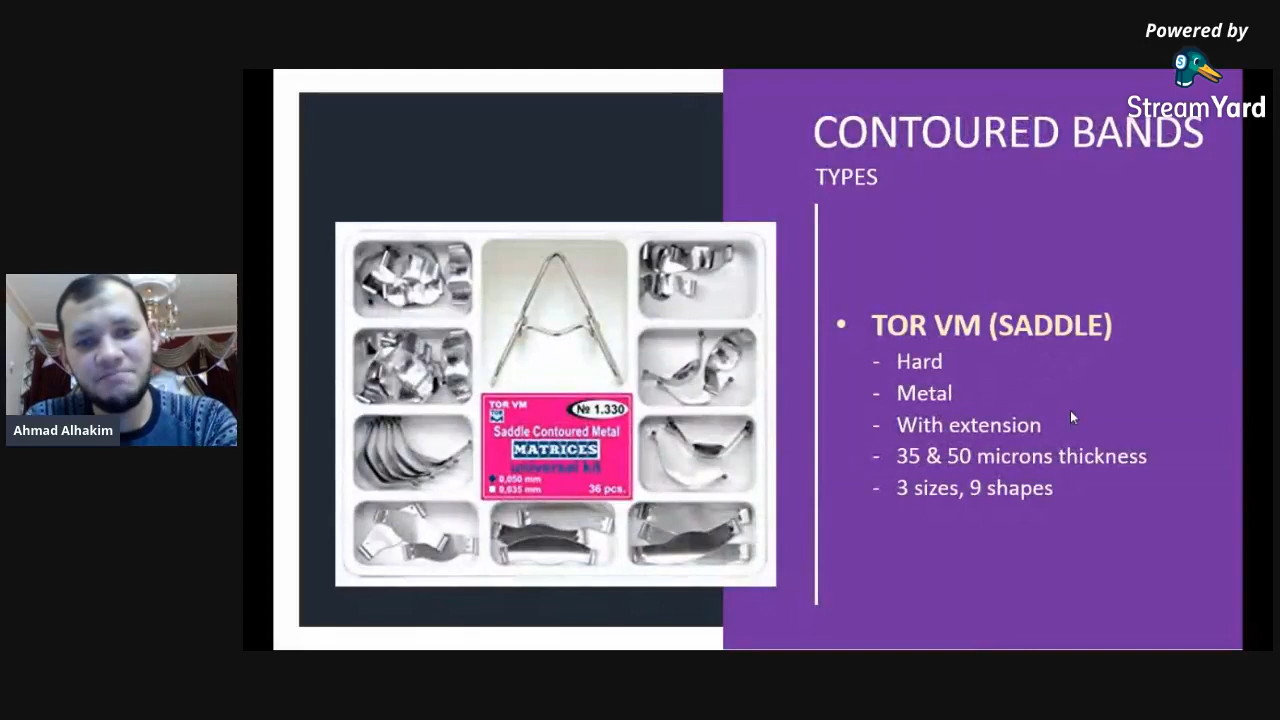 Powered by
StreamYard
CONTOURED BANDS
TYPES
• TOR VM (SADDLE)
- Hard
- Metal
- With extension
- 35 & 50 microns thickness
- 3 sizes, 9 shapes
TOR VM
№ 1.330
TOR
Saddle Contoured Metal
MATRICES
universal kit
0,050 mm
0,035 mm
36 pcs.
Ahmad Alhakim